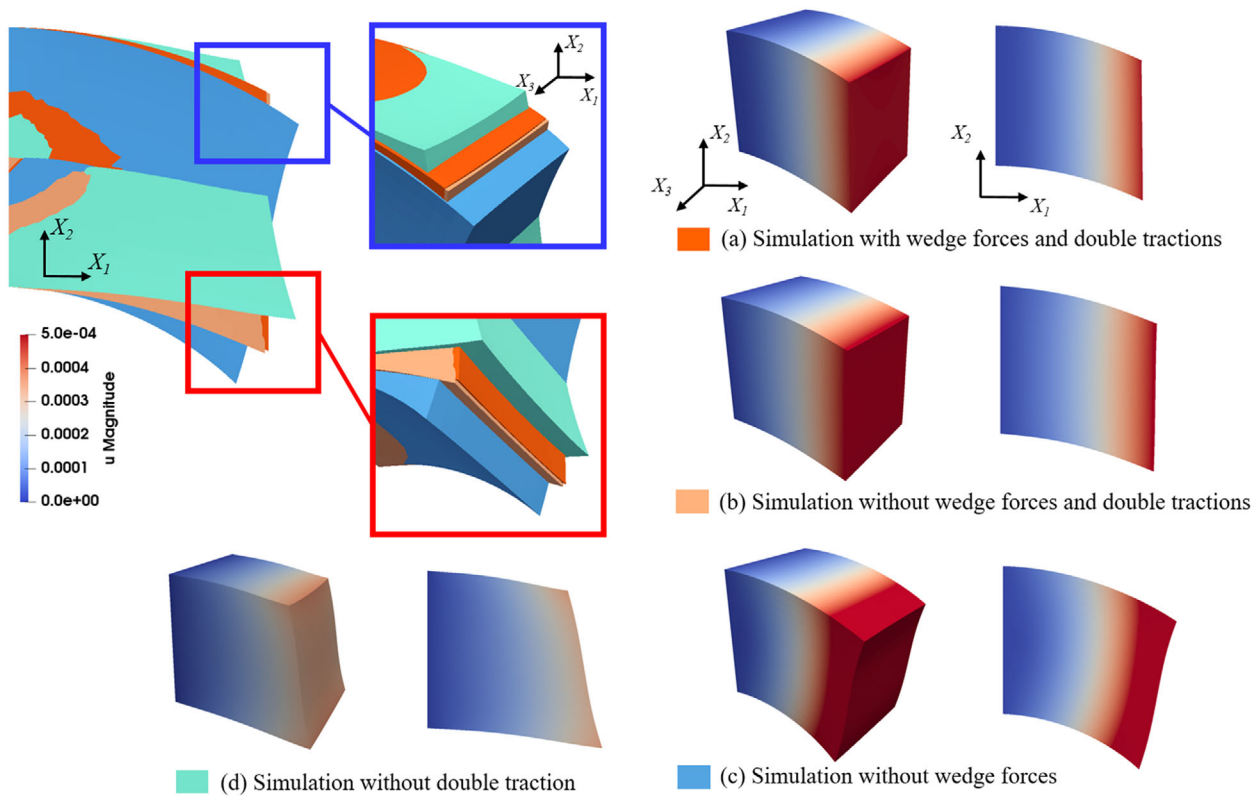 X2
X3
X1
X2
X3
X1
X2
X1
(a) Simulation with wedge forces and double tractions
X2
X1
5.0e-04
0.0004
0.0003
0.0002
0.0001
0.0e+00
u Magnitude
(b) Simulation without wedge forces and double tractions
(d) Simulation without double traction
(c) Simulation without wedge forces